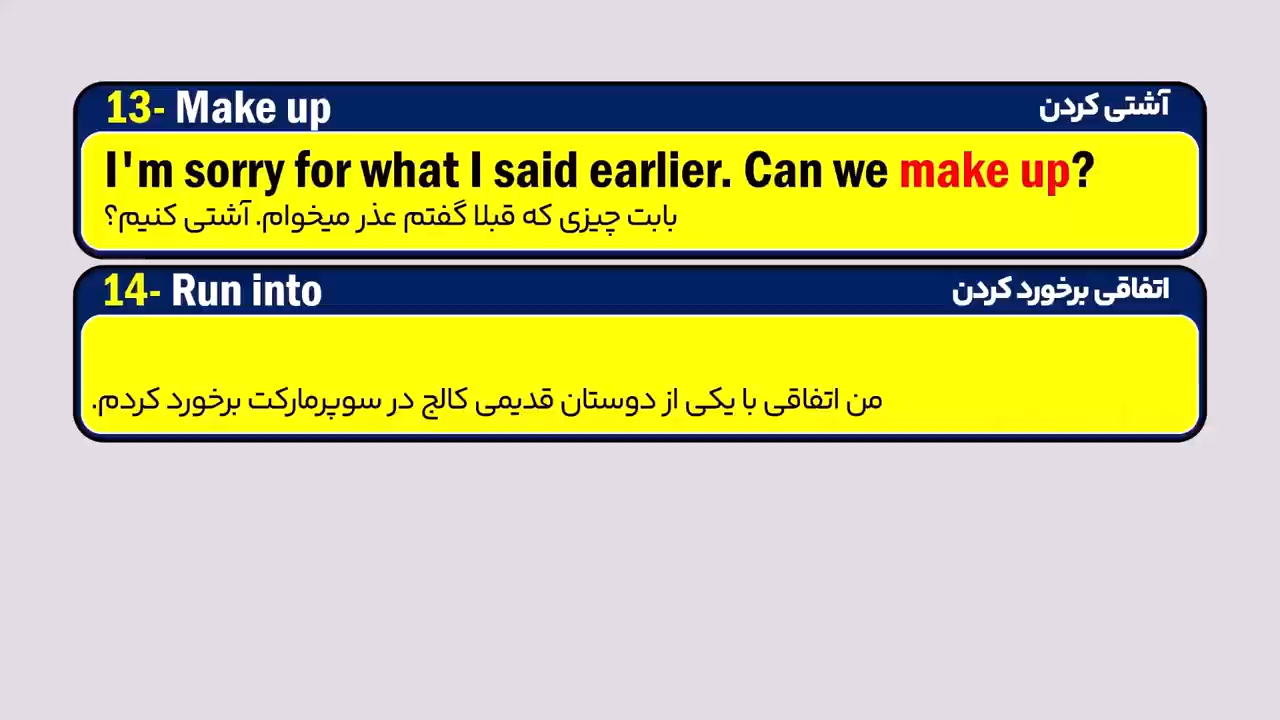 13- Make up
آشتی کردن
I'm sorry for what I said earlier. Can we make up?
بابت چیزی که قبلا گفتم عذر میخوام. آشتی کنیم؟
14- Run into
اتفاقی برخورد کردن
من اتفاقی با یکی از دوستان قدیمی کالج در سوپرمارکت برخورد کردم.